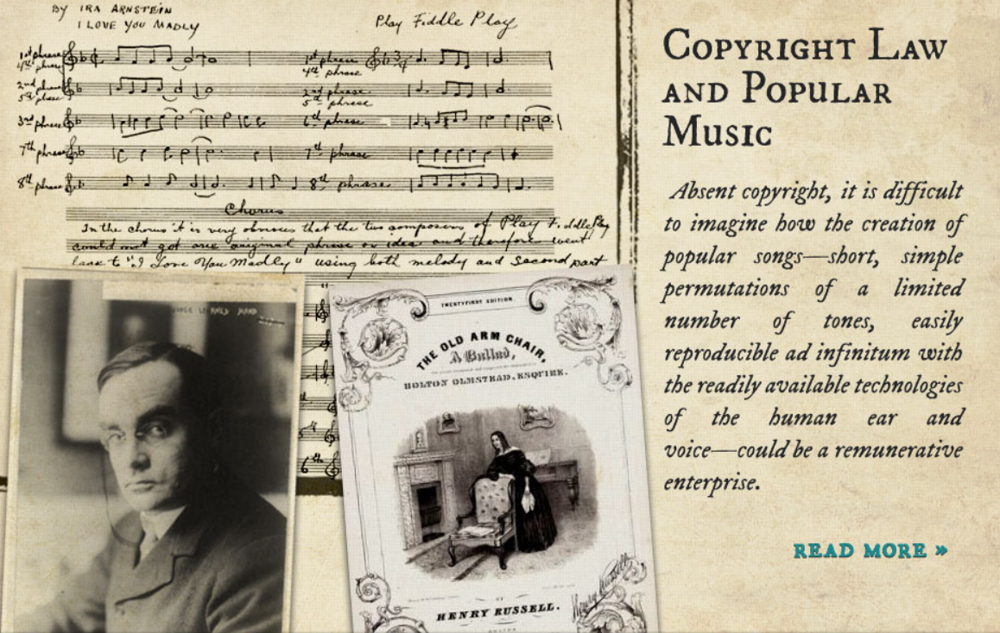 BY IRA ARNSTEIN
I LOVE YOU MADLY
Play Fiddle Play
1st phrase
4th phrase
1st phrase
4th phrase
2nd phrase
5th phrase
2nd phrase
5th phrase
3rd phrase
6th phrase
7th phrase
7th phrase
8th phrase
8th phrase
Chorus
In the chorus it is very obvious that the two composers of Play Fiddle Play
could not get one original phrase or idea and therefore went
back to "I Love You Madly" using both melody and second part
LEARNED HAND
TWENTYFIRST EDITION.
THE OLD ARM CHAIR,
A Ballad,
BOLTON OLMSTEAD, ESQUIRE.
BY
HENRY RUSSELL.
Henry Russell
BOSTON
Copyright Law
and Popular
Music
Absent copyright, it is difficult
to imagine how the creation of
popular songs—short, simple
permutations of a limited
number of tones, easily
reproducible ad infinitum with
the readily available technologies
of the human ear and
voice—could be a remunerative
enterprise.
READ MORE »